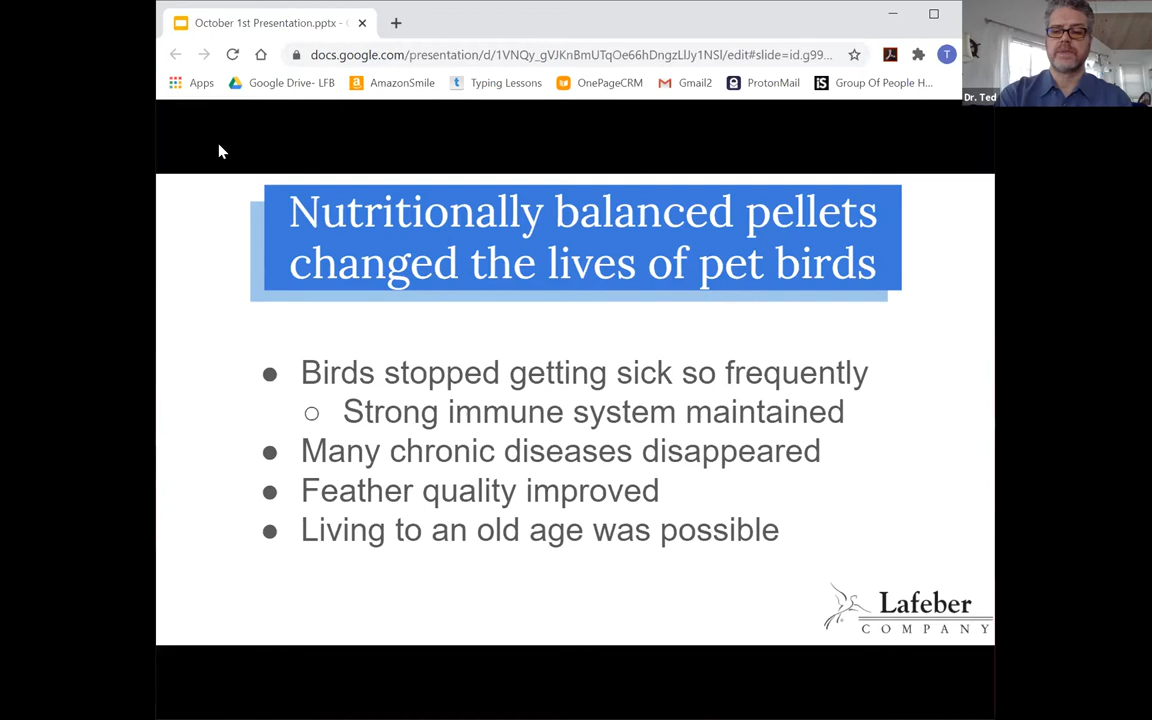 October 1st Presentation.pptx -
docs.google.com/presentation/d/1VNQy_gVJKnBmUTqOe66hDngzLlJy1NSl/edit#slide=id.g99...
T
Apps
Google Drive- LFB
AmazonSmile
Typing Lessons
OnePageCRM
Gmail2
ProtonMail
Group Of People H...
Dr. Ted
Nutritionally balanced pellets
changed the lives of pet birds
● Birds stopped getting sick so frequently
○ Strong immune system maintained
● Many chronic diseases disappeared
● Feather quality improved
● Living to an old age was possible
Lafeber
COMPANY